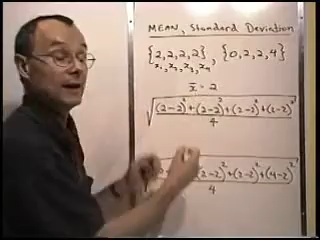 MEAN, Standard Deviation
{2,2,2,2}, {0,2,2,4}
x₁, x₂, x₃, x₄
x̄ = 2
√((2-2)²+(2-2)²+(2-2)²+(2-2)²
4
2-2)²+(2-2)²+(4-2)²
4